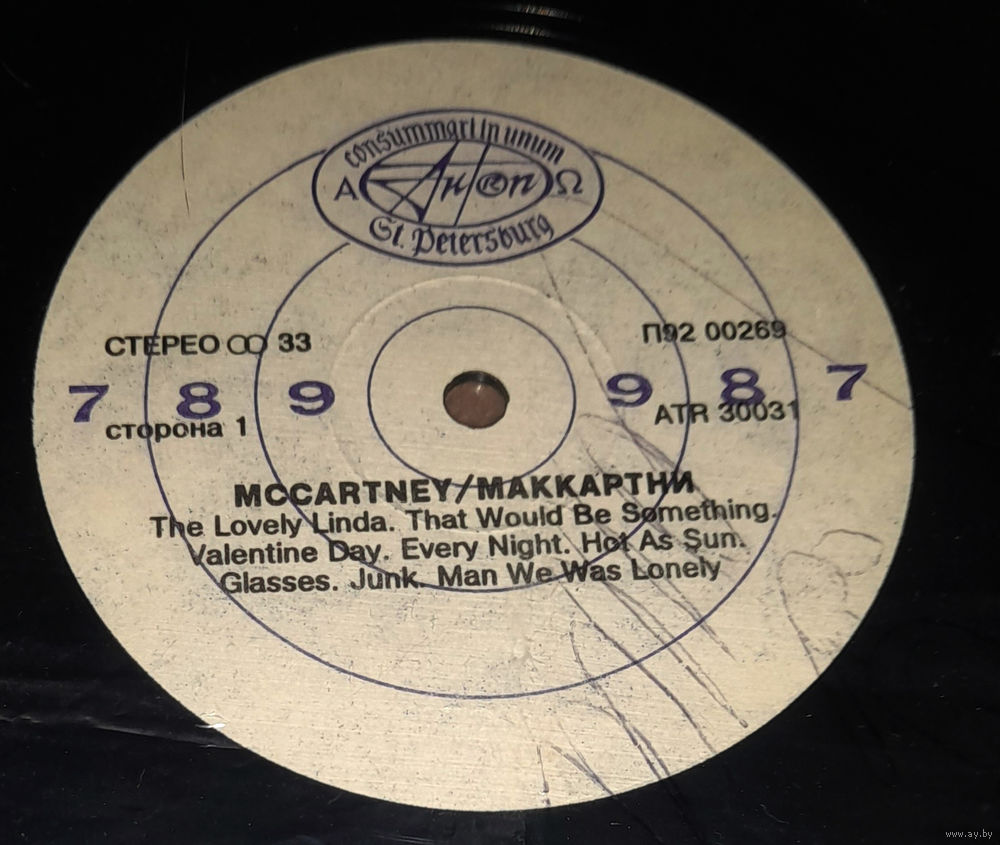 consummari in unum
Α АнТроп Ω
St. Petersburg
СТЕРЕО 33
П92 00269
7 8 9
9 8 7
сторона 1
ATR 30031
MCCARTNEY/МАККАРТНИ
The Lovely Linda. That Would Be Something.
Valentine Day. Every Night. Hot As Sun.
Glasses. Junk. Man We Was Lonely
www.ay.by